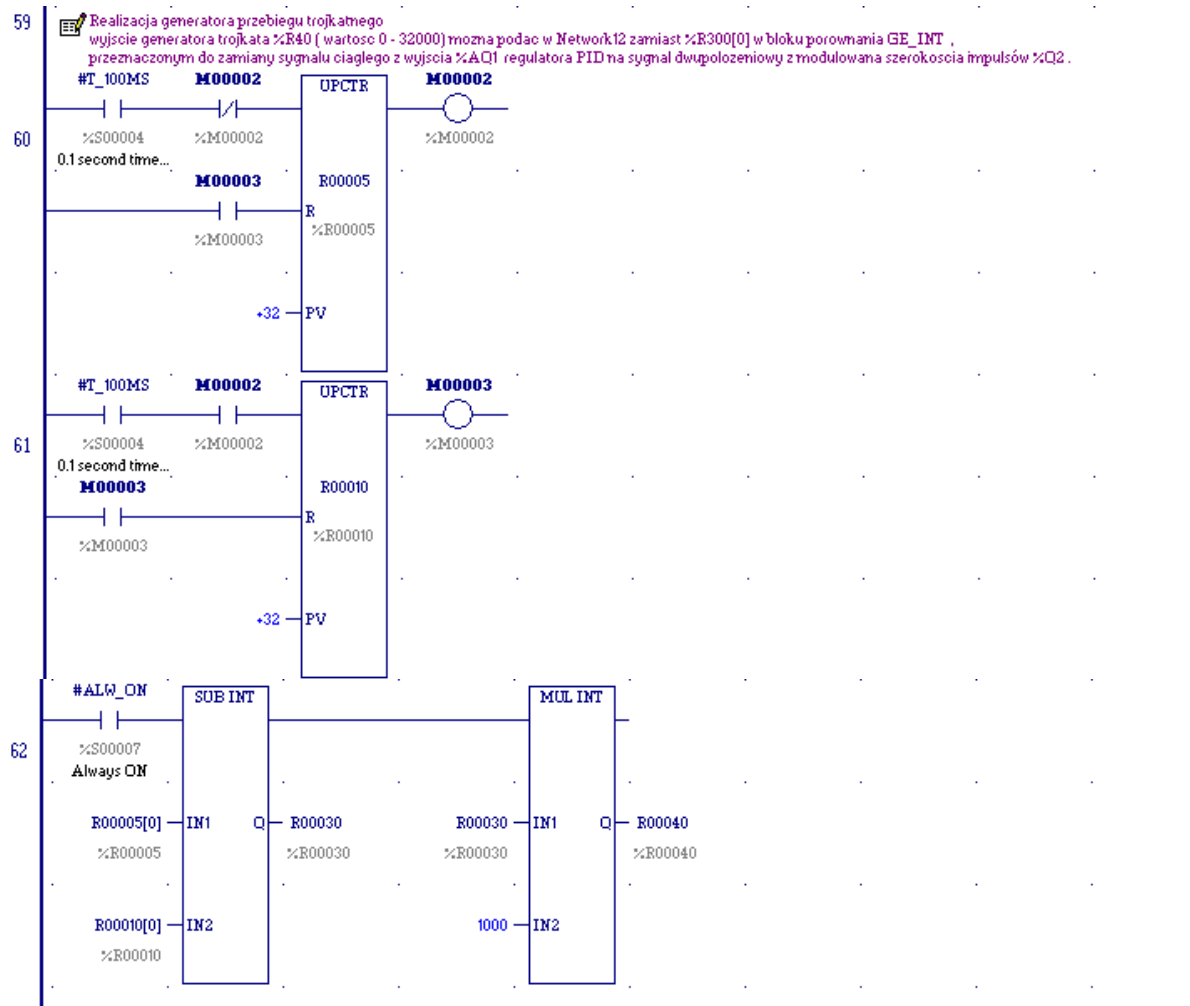 59
Realizacja generatora przebiegu trojkatnego
wyjscie generatora trojkata %R40 ( wartosc 0 - 32000) mozna podac w Network12 zamiast %R300[0] w bloku porownania GE_INT ,
przeznaczonym do zamiany sygnalu ciaglego z wyjscia %AQ1 regulatora PID na sygnal dwupolozeniowy z modulowana szerokoscia impulsów %Q2 .
#T_100MS M00002 UPCTR M00002
60 %S00004 %M00002 %M00002
0.1 second time...
M00003 R00005
R
%M00003 %R00005
+32 PV
#T_100MS M00002 UPCTR M00003
61 %S00004 %M00002 %M00003
0.1 second time...
M00003 R00010
R
%M00003 %R00010
+32 PV
#ALW_ON SUB INT MUL INT
62 %S00007
Always ON
R00005[0] IN1 Q R00030 R00030 IN1 Q R00040
%R00005 %R00030 %R00030 %R00040
R00010[0] IN2 1000 IN2
%R00010